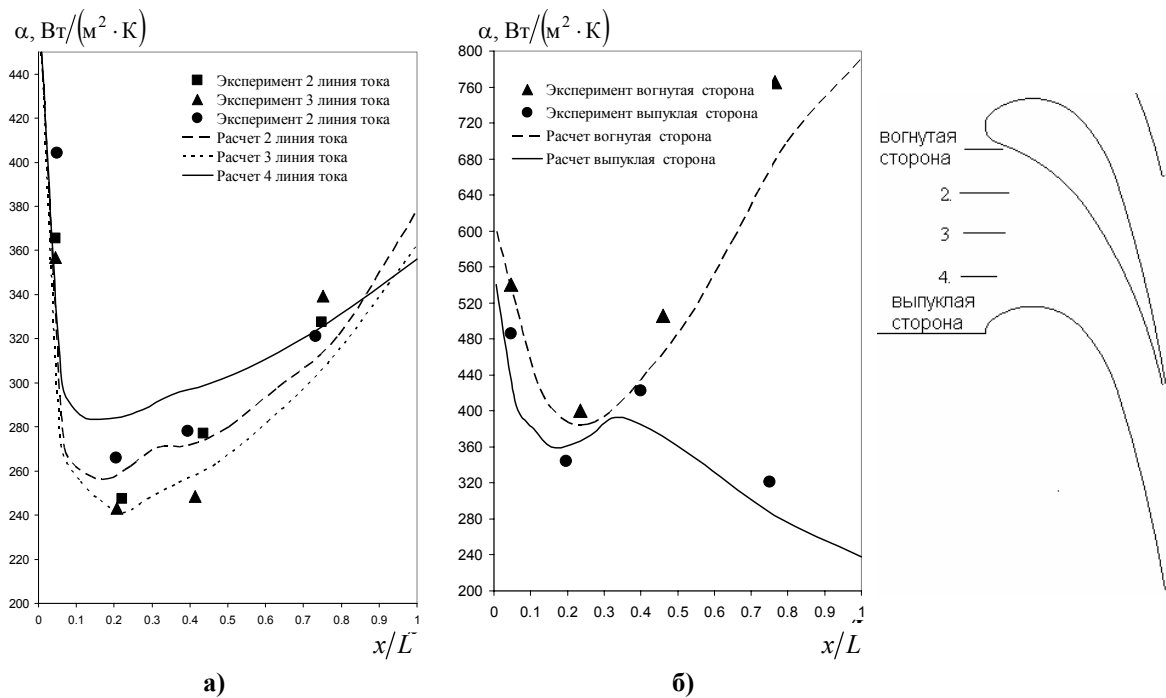 α, Вт/(м² · К)
440
420
400
380
360
340
320
300
280
260
240
220
200
0 0.1 0.2 0.3 0.4 0.5 0.6 0.7 0.8 0.9 1
x/L
Эксперимент 2 линия тока
Эксперимент 3 линия тока
Эксперимент 2 линия тока
Расчет 2 линия тока
Расчет 3 линия тока
Расчет 4 линия тока
а)
α, Вт/(м² · К)
800
760
720
680
640
600
560
520
480
440
400
360
320
280
240
200
0 0.1 0.2 0.3 0.4 0.5 0.6 0.7 0.8 0.9 1
x/L
Эксперимент вогнутая сторона
Эксперимент выпуклая сторона
Расчет вогнутая сторона
Расчет выпуклая сторона
б)
вогнутая
сторона
2.
3
4.
выпуклая
сторона